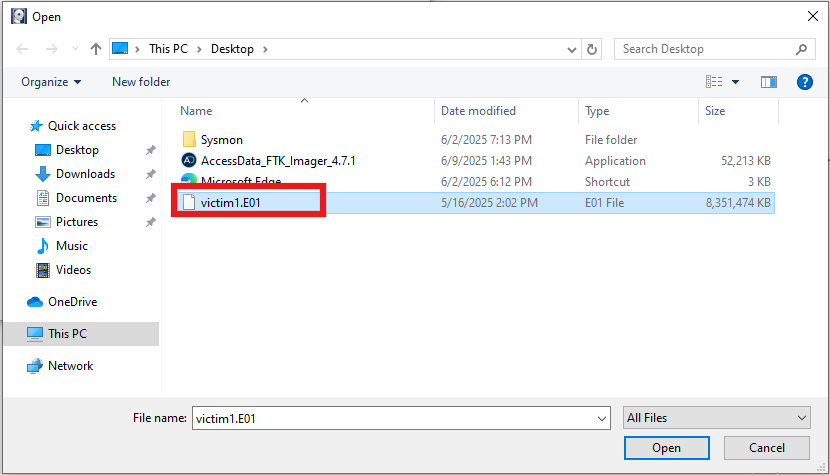 Open
This PC > Desktop >
Search Desktop
Organize
New folder
Name
Date modified
Type
Size
Quick access
Desktop
Downloads
Documents
Pictures
Music
Videos
OneDrive
This PC
Network
Sysmon 6/2/2025 7:13 PM File folder
AccessData_FTK_Imager_4.7.1 6/9/2025 1:43 PM Application 52,213 KB
Microsoft Edge 6/2/2025 6:12 PM Shortcut 3 KB
victim1.E01 5/16/2025 2:02 PM E01 File 8,351,474 KB
File name: victim1.E01
All Files
Open
Cancel